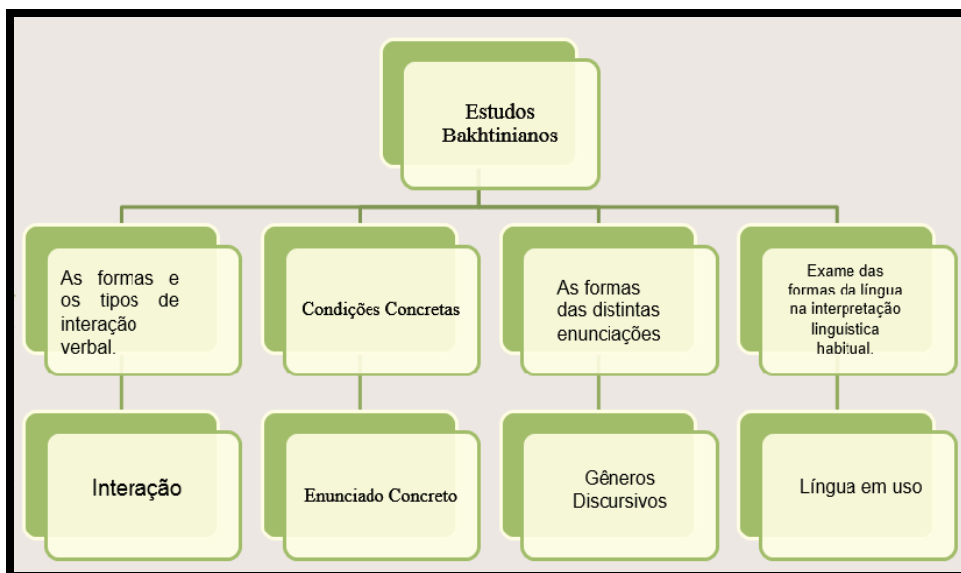 Estudos
Bakhtinianos
As formas e
os tipos de
interação
verbal.
Condições Concretas
As formas
das distintas
enunciações
Exame das
formas da língua
na interpretação
linguística
habitual.
Interação
Enunciado Concreto
Gêneros
Discursivos
Língua em uso